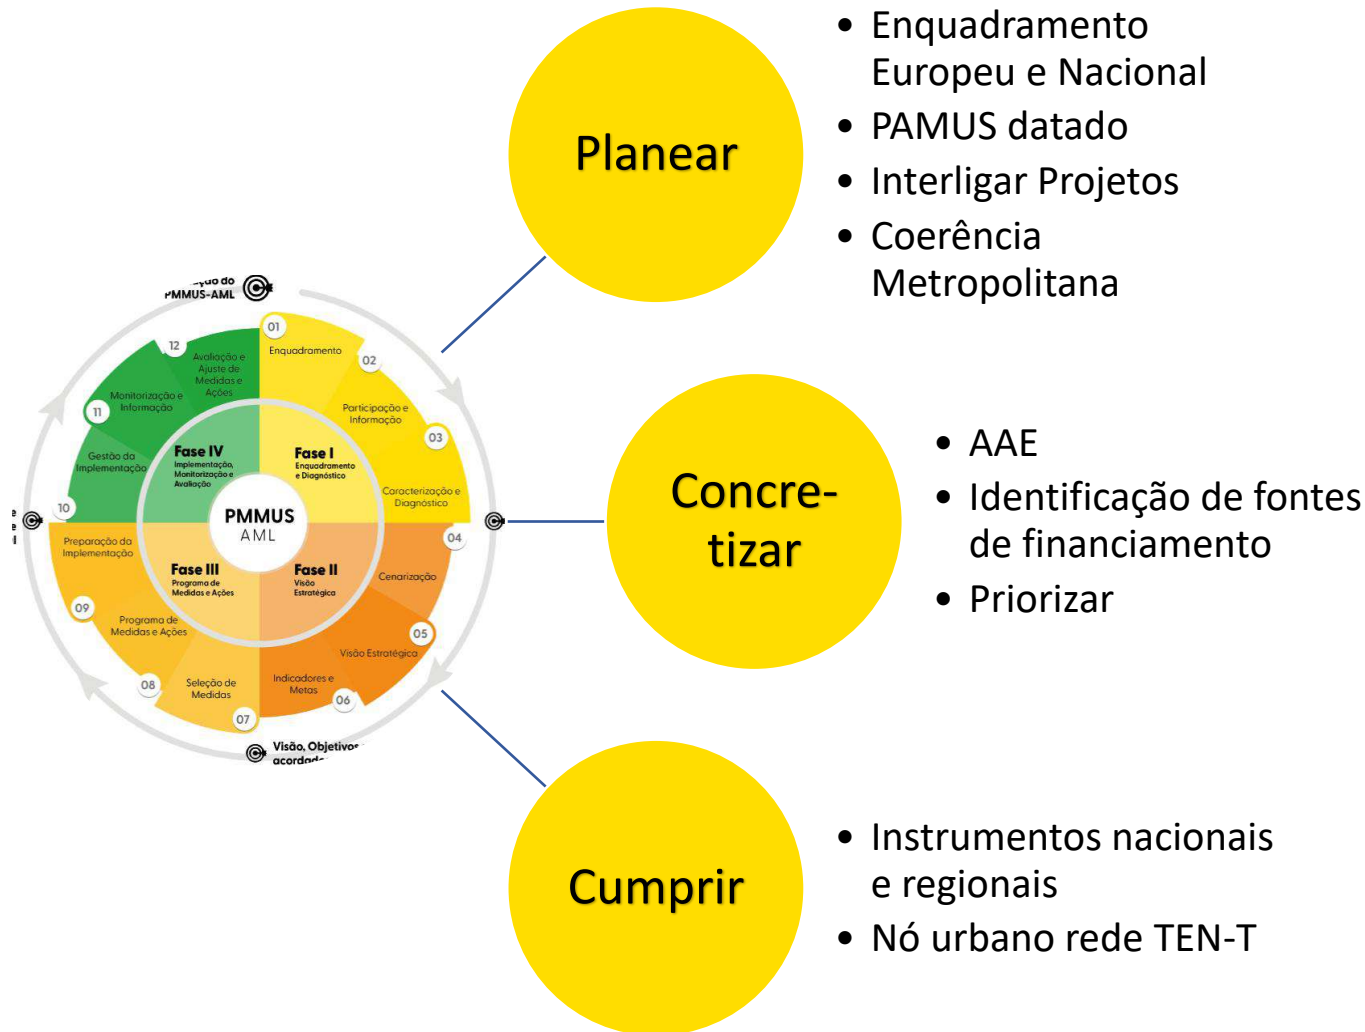 Planear
• Enquadramento
Europeu e Nacional
• PAMUS datado
• Interligar Projetos
• Coerência
Metropolitana
Concre-
tizar
• AAE
• Identificação de fontes
de financiamento
• Priorizar
Cumprir
• Instrumentos nacionais
e regionais
• Nó urbano rede TEN-T
do
PMMUS-AML
01
Enquadramento
02
Participação e
Informação
03
Caracterização e
Diagnóstico
Fase I
Enquadramento
e Diagnóstico
04
Cenarização
05
Visão Estratégica
06
Indicadores e
Metas
Fase II
Visão
Estratégica
Visão, Objetivos
07
Seleção de
Medidas
08
Programa de
Medidas e Ações
09
Preparação da
Implementação
Fase III
Programa de
Medidas e Ações
10
Gestão da
Implementação
11
Monitorização e
Informação
12
Avaliação e
Ajuste de
Medidas e
Ações
Fase IV
Implementação,
Monitorização e
Avaliação
PMMUS
AML